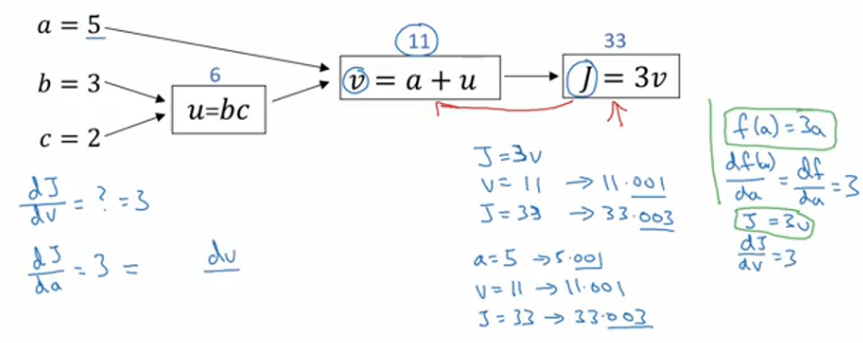 a = 5
11
33
b = 3
6
v = a + u
J = 3v
u=bc
c = 2
f(a) = 3a
J = 3v
v = 11 → 11.001
J = 33 → 33.003
df(a)/da = df/da = 3
dJ/dv = ? = 3
J = 3v
dJ/dv = 3
dJ/da = 3 = dv
a = 5 → 5.001
v = 11 → 11.001
J = 33 → 33.003